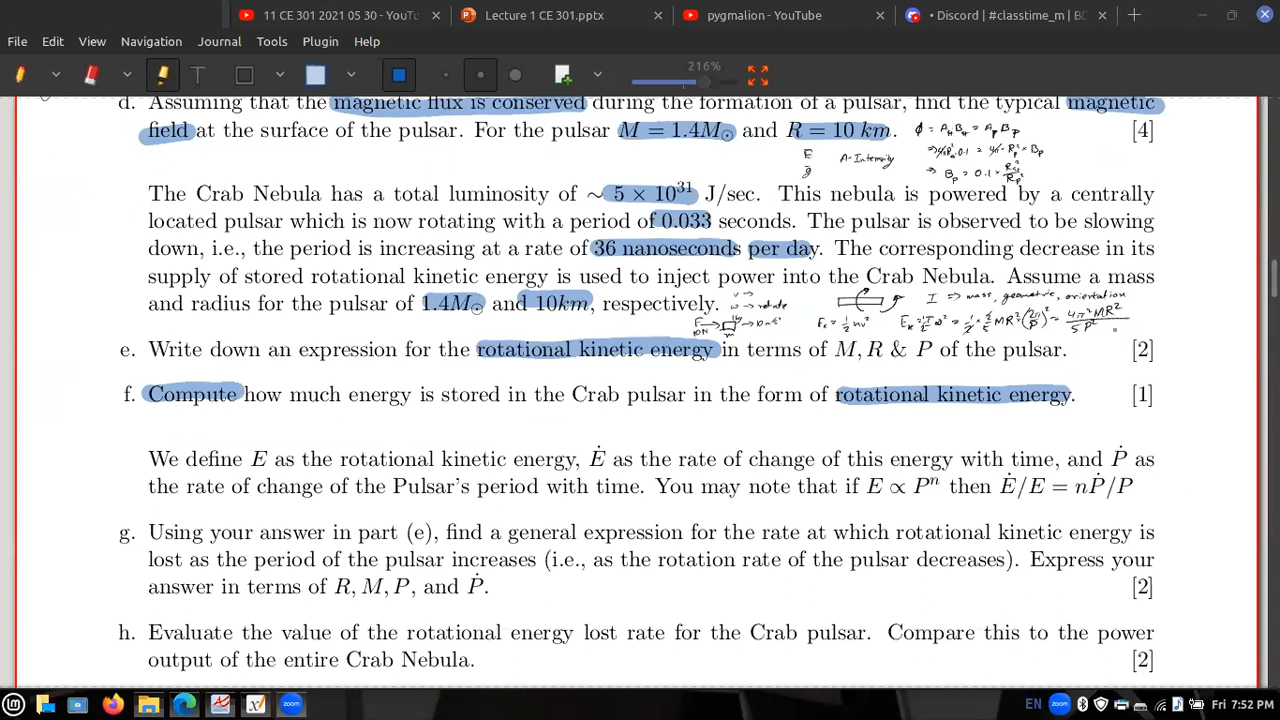 11 CE 301 2021 05 30 - YouTu
Lecture 1 CE 301.pptx
pygmalion - YouTube
• Discord | #classtime_m | BD
File Edit View Navigation Journal Tools Plugin Help
216%
d. Assuming that the magnetic flux is conserved during the formation of a pulsar, find the typical magnetic
field at the surface of the pulsar. For the pulsar M = 1.4M⊙ and R = 10 km. [4]
The Crab Nebula has a total luminosity of ∼ 5 × 10³¹ J/sec. This nebula is powered by a centrally
located pulsar which is now rotating with a period of 0.033 seconds. The pulsar is observed to be slowing
down, i.e., the period is increasing at a rate of 36 nanoseconds per day. The corresponding decrease in its
supply of stored rotational kinetic energy is used to inject power into the Crab Nebula. Assume a mass
and radius for the pulsar of 1.4M⊙ and 10km, respectively.
I ⇒ mass, geometric, orientation
e. Write down an expression for the rotational kinetic energy in terms of M, R & P of the pulsar. [2]
f. Compute how much energy is stored in the Crab pulsar in the form of rotational kinetic energy. [1]
We define E as the rotational kinetic energy, Ė as the rate of change of this energy with time, and Ṗ as
the rate of change of the Pulsar's period with time. You may note that if E ∝ Pⁿ then Ė/E = nṖ/P
g. Using your answer in part (e), find a general expression for the rate at which rotational kinetic energy is
lost as the period of the pulsar increases (i.e., as the rotation rate of the pulsar decreases). Express your
answer in terms of R, M, P, and Ṗ. [2]
h. Evaluate the value of the rotational energy lost rate for the Crab pulsar. Compare this to the power
output of the entire Crab Nebula. [2]
EN
Fri 7:52 PM